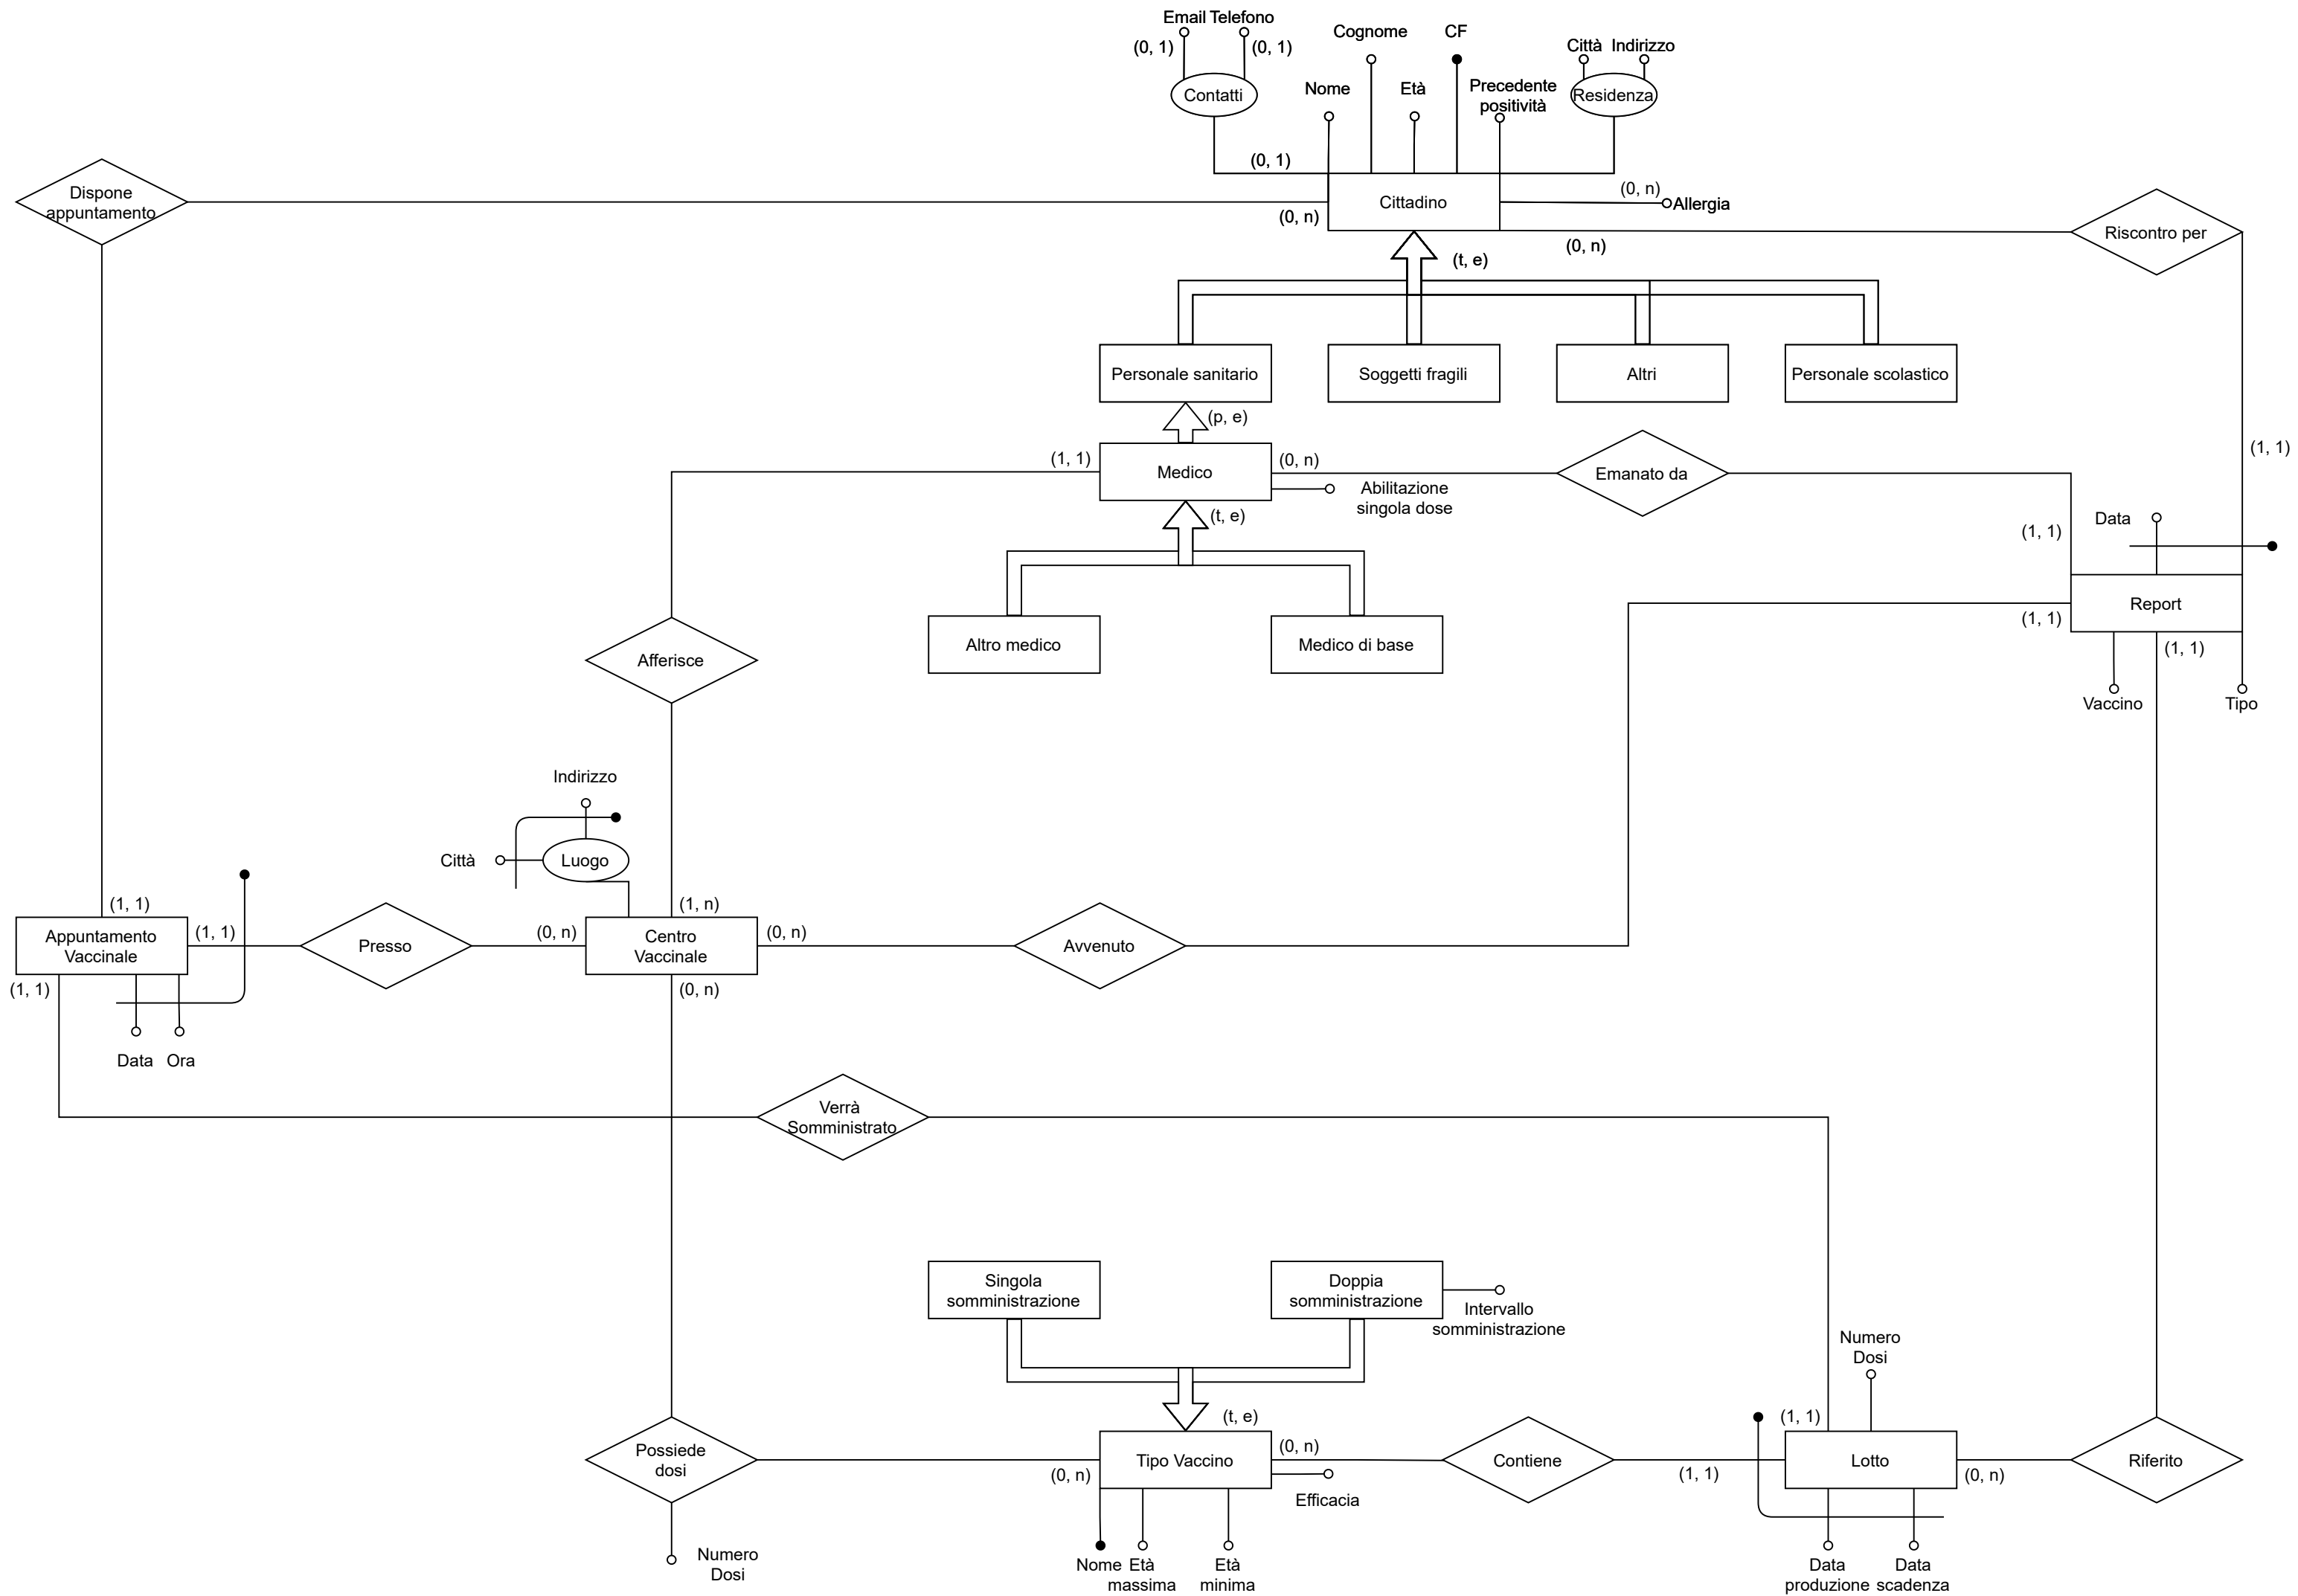 Email Telefono
(0, 1)
(0, 1)
Contatti
Cognome
CF
Nome
Età
Precedente
positività
Città Indirizzo
Residenza
(0, 1)
Dispone
appuntamento
(0, n)
Cittadino
(0, n)
Allergia
(0, n)
Riscontro per
(t, e)
Personale sanitario
Soggetti fragili
Altri
Personale scolastico
(p, e)
(1, 1)
(1, 1)
Medico
(0, n)
Emanato da
Abilitazione
singola dose
(t, e)
Data
(1, 1)
Altro medico
Medico di base
Report
(1, 1)
(1, 1)
Vaccino
Tipo
Afferisce
Indirizzo
Città
Luogo
(1, 1)
(1, n)
Appuntamento
Vaccinale
(1, 1)
Presso
(0, n)
Centro
Vaccinale
(0, n)
Avvenuto
(1, 1)
(0, n)
Data
Ora
Verrà
Somministrato
Singola
somministrazione
Doppia
somministrazione
Intervallo
somministrazione
Numero
Dosi
(t, e)
(1, 1)
Possiede
dosi
(0, n)
Tipo Vaccino
(0, n)
Contiene
(1, 1)
Lotto
(0, n)
Riferito
Efficacia
Numero
Dosi
Nome
Età
massima
Età
minima
Data
produzione
Data
scadenza